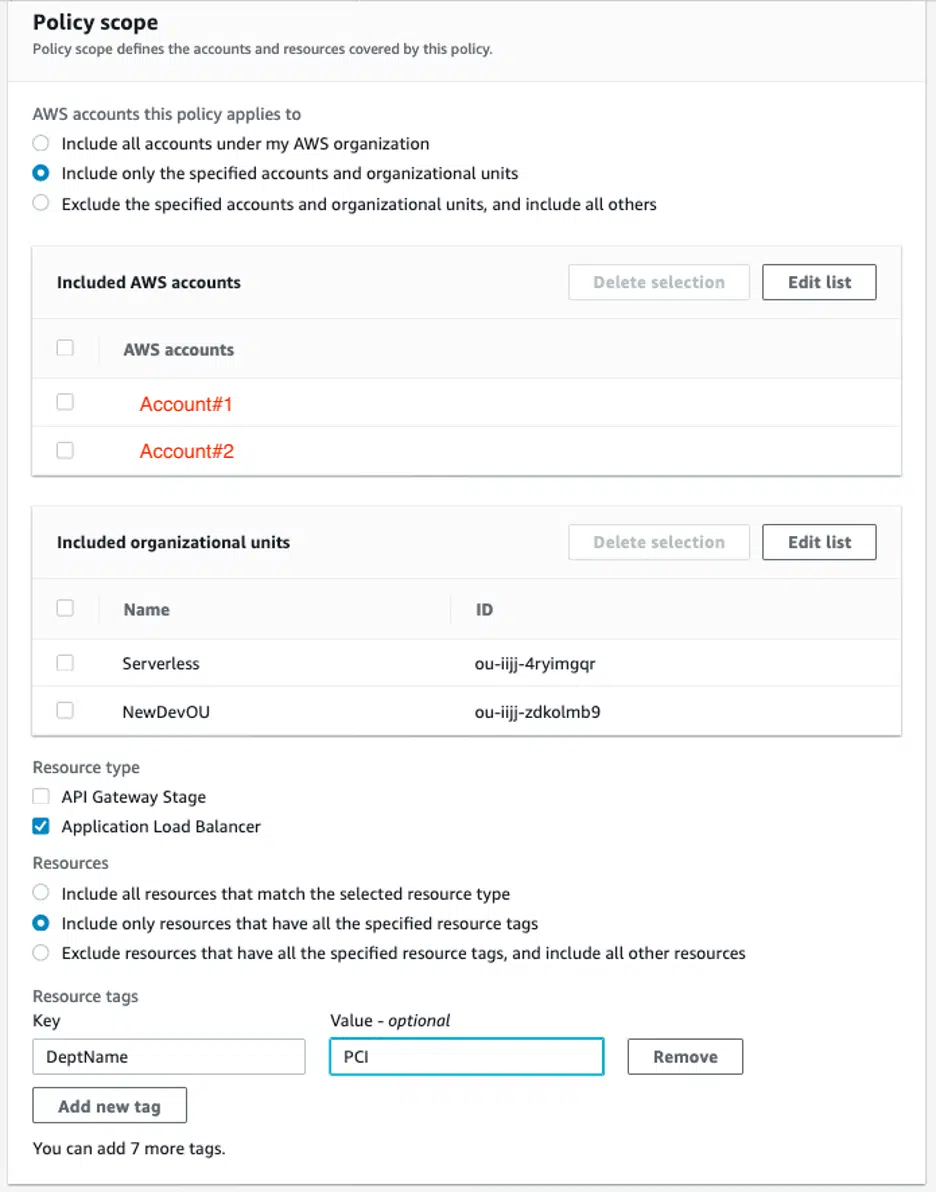 Policy scope
Policy scope defines the accounts and resources covered by this policy.
AWS accounts this policy applies to
Include all accounts under my AWS organization
Include only the specified accounts and organizational units
Exclude the specified accounts and organizational units, and include all others
Included AWS accounts Delete selection Edit list
AWS accounts
Account#1
Account#2
Included organizational units Delete selection Edit list
Name ID
Serverless ou-iijj-4ryimgqr
NewDevOU ou-iijj-zdkolmb9
Resource type
API Gateway Stage
Application Load Balancer
Resources
Include all resources that match the selected resource type
Include only resources that have all the specified resource tags
Exclude resources that have all the specified resource tags, and include all other resources
Resource tags
Key Value - optional
DeptName PCI Remove
Add new tag
You can add 7 more tags.